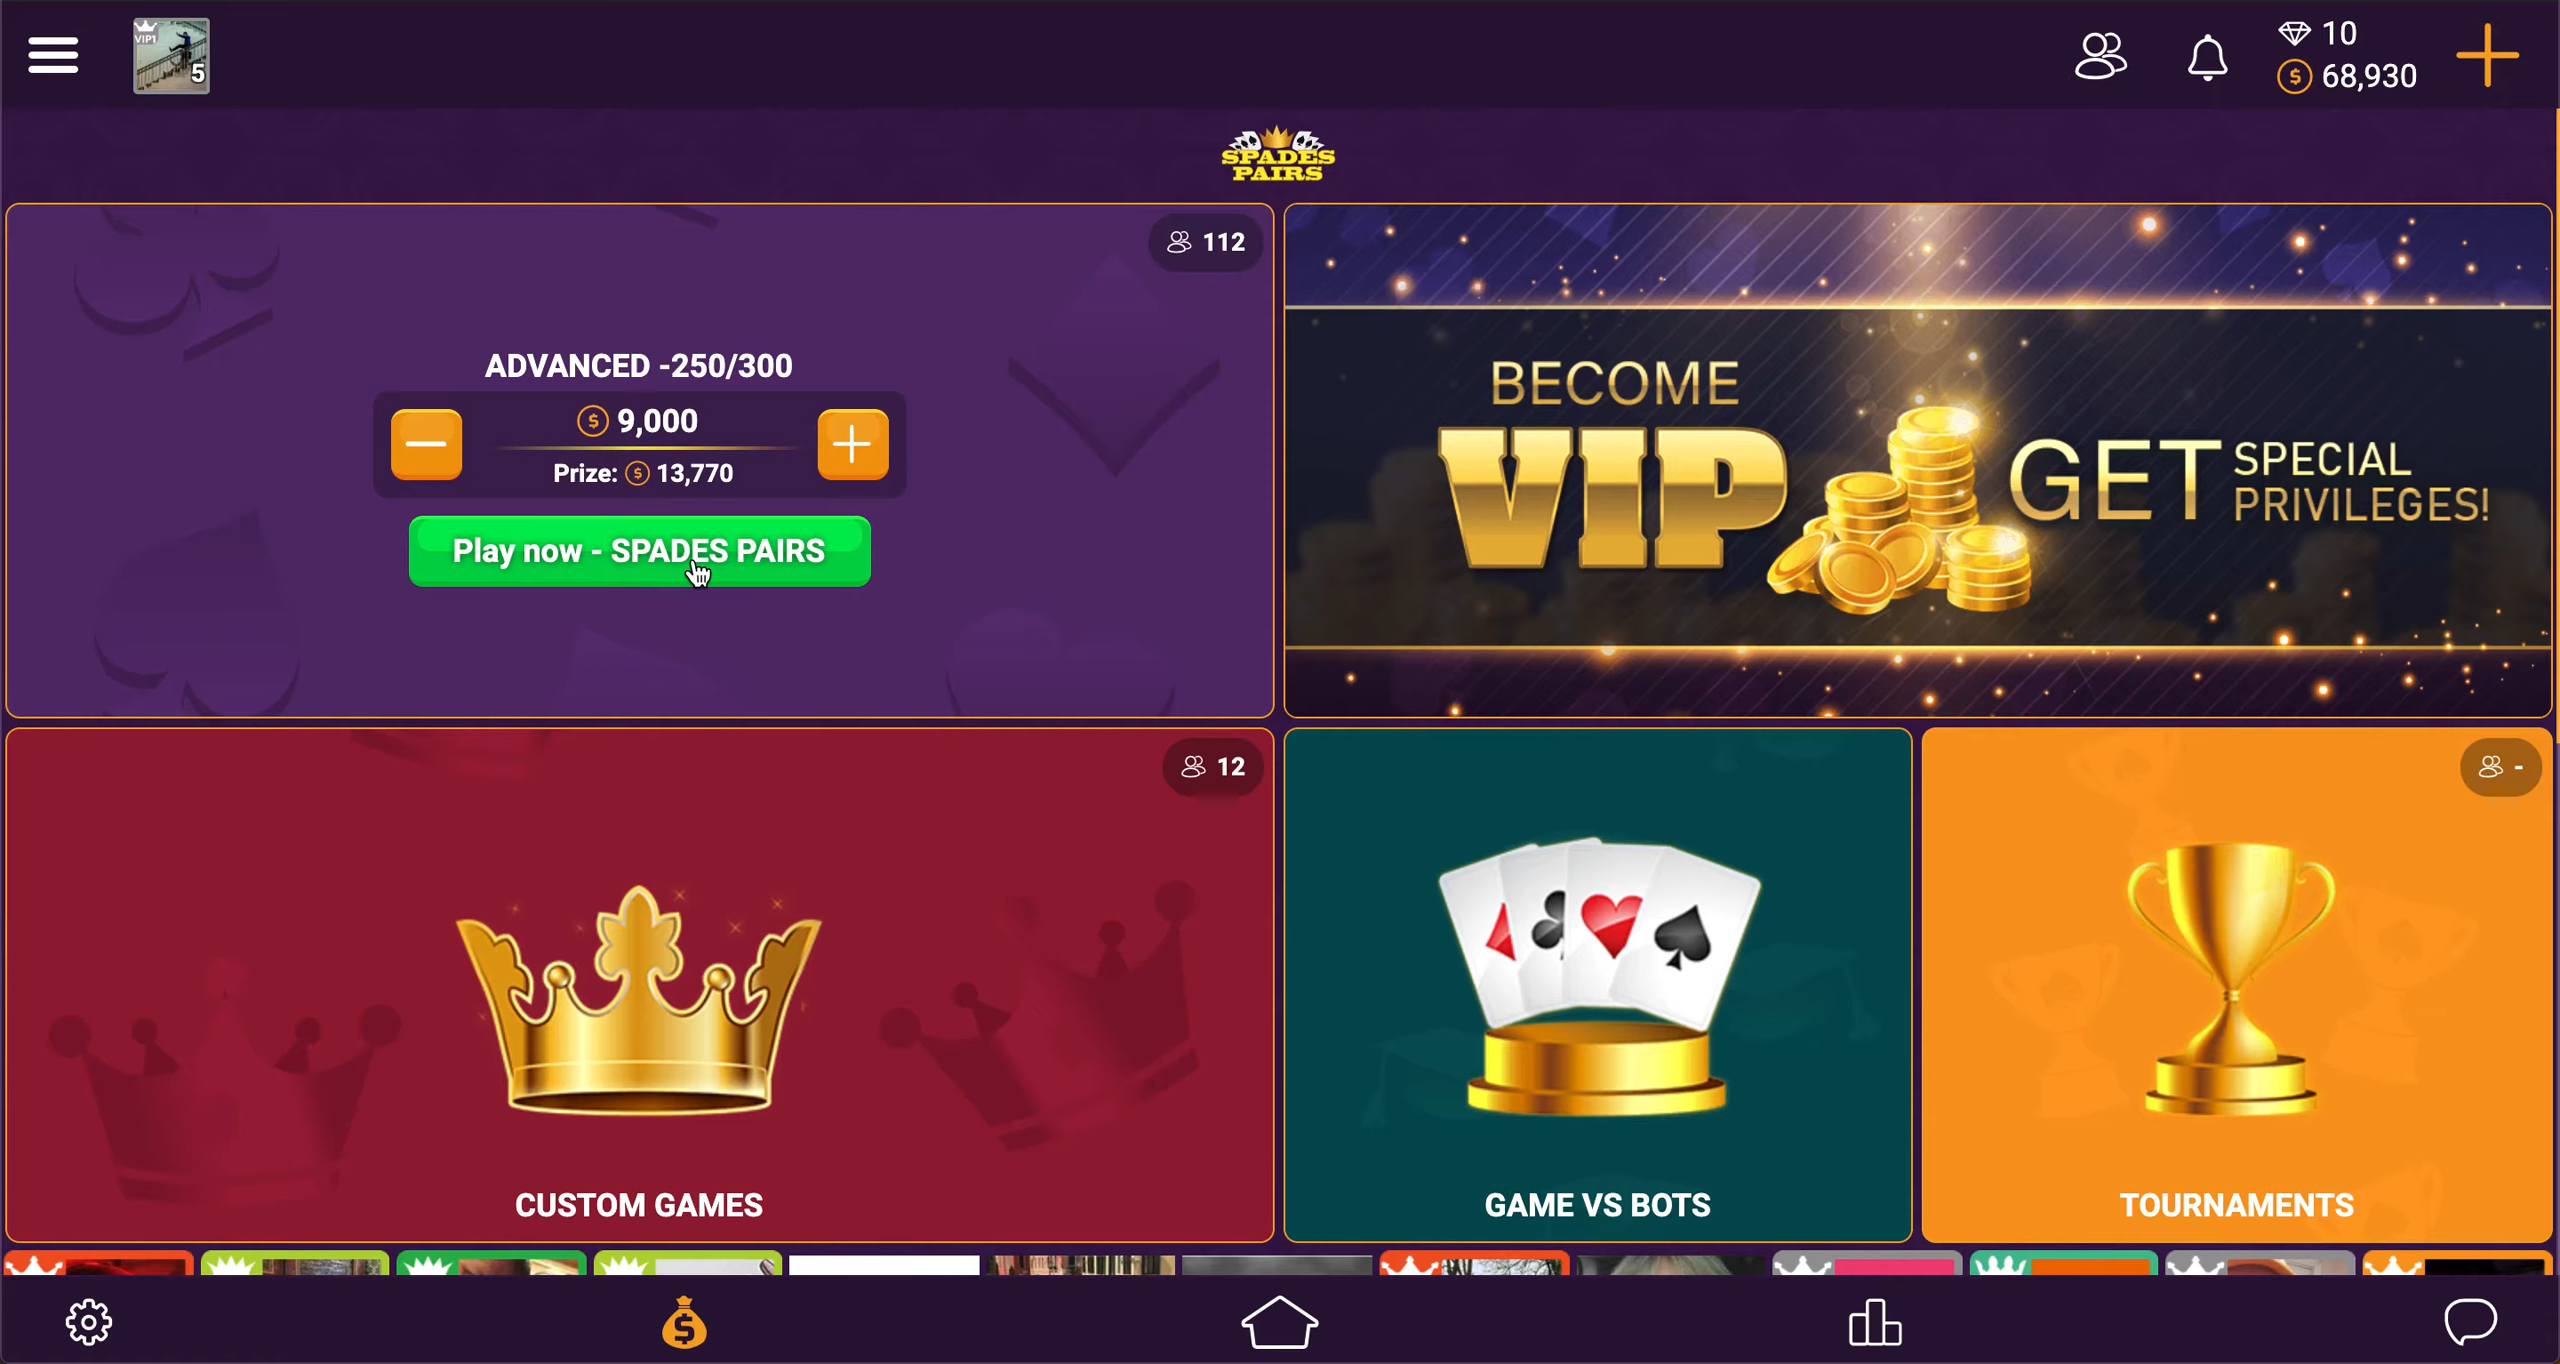 VIP1
5
10
68,930
SPADES
PAIRS
112
ADVANCED -250/300
9,000
Prize: 13,770
Play now - SPADES PAIRS
BECOME
VIP
GET SPECIAL
PRIVILEGES!
12
CUSTOM GAMES
GAME VS BOTS
-
TOURNAMENTS